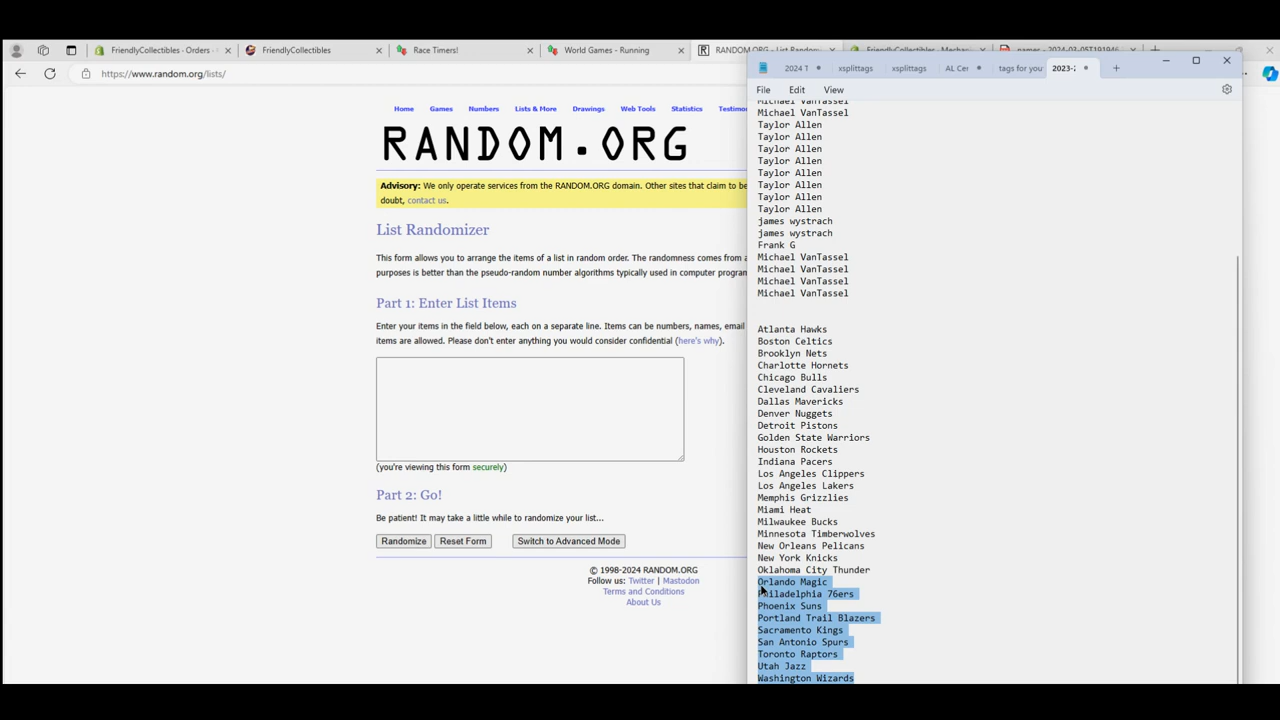 FriendlyCollectibles - Orders
FriendlyCollectibles
Race Timers!
World Games - Running
RANDOM.ORG - List Random
FriendlyCollectibles - Mech
names - 2024-03-05T191946
https://www.random.org/lists/
2024 T
xsplittags
xsplittags
AL Cer
tags for you
2023-2
File
Edit
View
Home
Games
Numbers
Lists & More
Drawings
Web Tools
Statistics
Testimo
RANDOM.ORG
Advisory: We only operate services from the RANDOM.ORG domain. Other sites that claim to be
doubt, contact us.
List Randomizer
This form allows you to arrange the items of a list in random order. The randomness comes from a
purposes is better than the pseudo-random number algorithms typically used in computer program
Part 1: Enter List Items
Enter your items in the field below, each on a separate line. Items can be numbers, names, email
items are allowed. Please don't enter anything you would consider confidential (here's why).
(you're viewing this form securely)
Part 2: Go!
Be patient! It may take a little while to randomize your list...
Randomize
Reset Form
Switch to Advanced Mode
© 1998-2024 RANDOM.ORG
Follow us: Twitter | Mastodon
Terms and Conditions
About Us
Michael VanTassel
Michael VanTassel
Taylor Allen
Taylor Allen
Taylor Allen
Taylor Allen
Taylor Allen
Taylor Allen
Taylor Allen
Taylor Allen
james wystrach
james wystrach
Frank G
Michael VanTassel
Michael VanTassel
Michael VanTassel
Michael VanTassel
Atlanta Hawks
Boston Celtics
Brooklyn Nets
Charlotte Hornets
Chicago Bulls
Cleveland Cavaliers
Dallas Mavericks
Denver Nuggets
Detroit Pistons
Golden State Warriors
Houston Rockets
Indiana Pacers
Los Angeles Clippers
Los Angeles Lakers
Memphis Grizzlies
Miami Heat
Milwaukee Bucks
Minnesota Timberwolves
New Orleans Pelicans
New York Knicks
Oklahoma City Thunder
Orlando Magic
Philadelphia 76ers
Phoenix Suns
Portland Trail Blazers
Sacramento Kings
San Antonio Spurs
Toronto Raptors
Utah Jazz
Washington Wizards